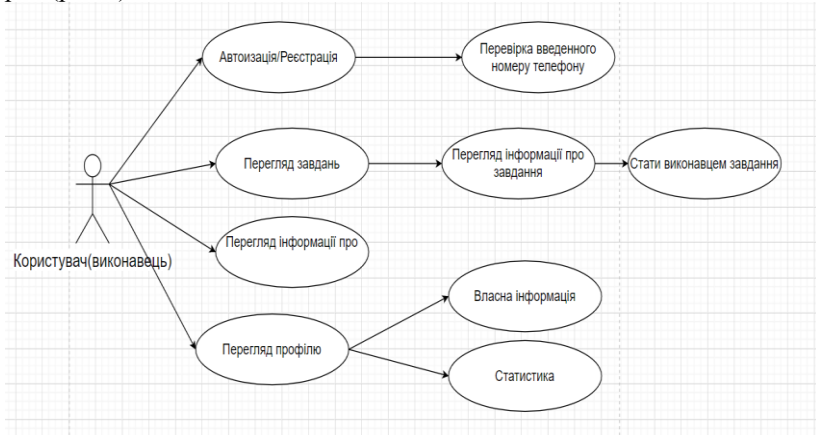 Автоизація/Реєстрація
Перевірка введенного
номеру телефону
Перегляд завдань
Перегляд інформації про
завдання
Стати виконавцем завдання
Перегляд інформації про
Користувач(виконавець)
Власна інформація
Перегляд профілю
Статистика